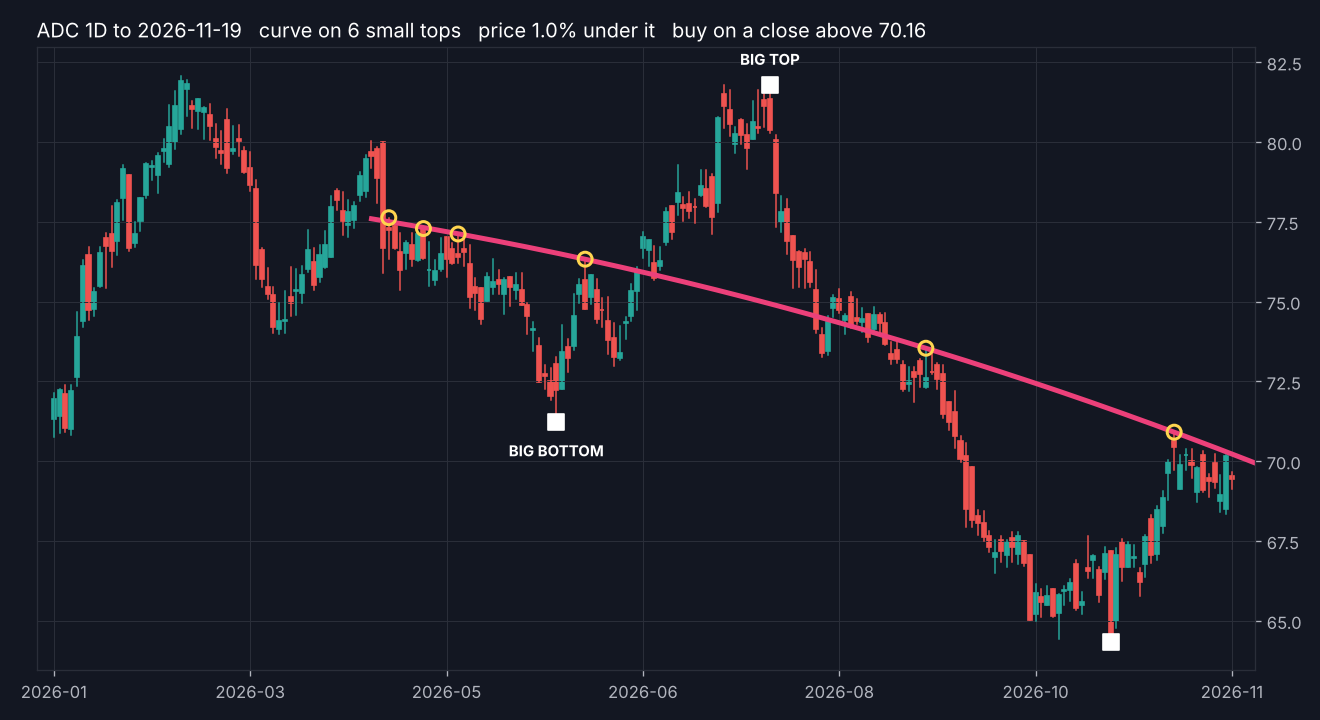 ADC 1D to 2026-11-19   curve on 6 small tops   price 1.0% under it   buy on a close above 70.16
BIG TOP
82.5
80.0
77.5
75.0
72.5
BIG BOTTOM
70.0
67.5
65.0
2026-01 2026-03 2026-05 2026-06 2026-08 2026-10 2026-11